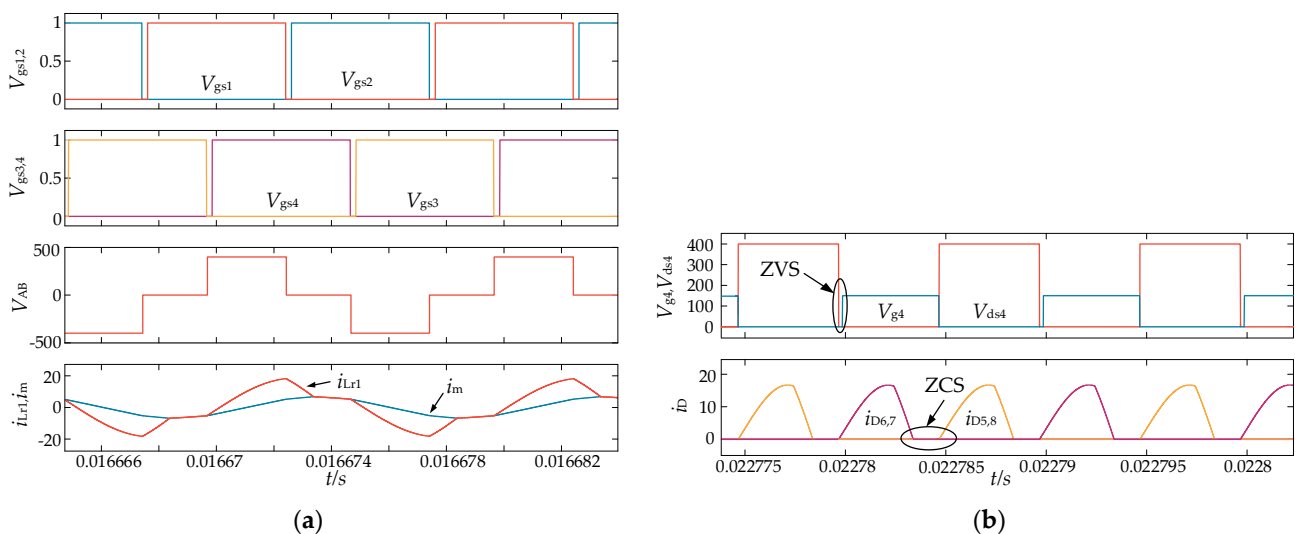 1
0.5
0
Vgs1,2
Vgs1
Vgs2
1
0.5
0
Vgs3,4
Vgs4
Vgs3
500
0
-500
VAB
20
0
-20
iLr1,im
iLr1
im
0.016666
0.01667
0.016674
0.016678
0.016682
t/s
(a)
400
300
200
100
0
Vg4,Vds4
ZVS
Vg4
Vds4
20
10
0
iD
ZCS
iD6,7
iD5,8
0.022775
0.02278
0.022785
0.02279
0.022795
0.0228
t/s
(b)